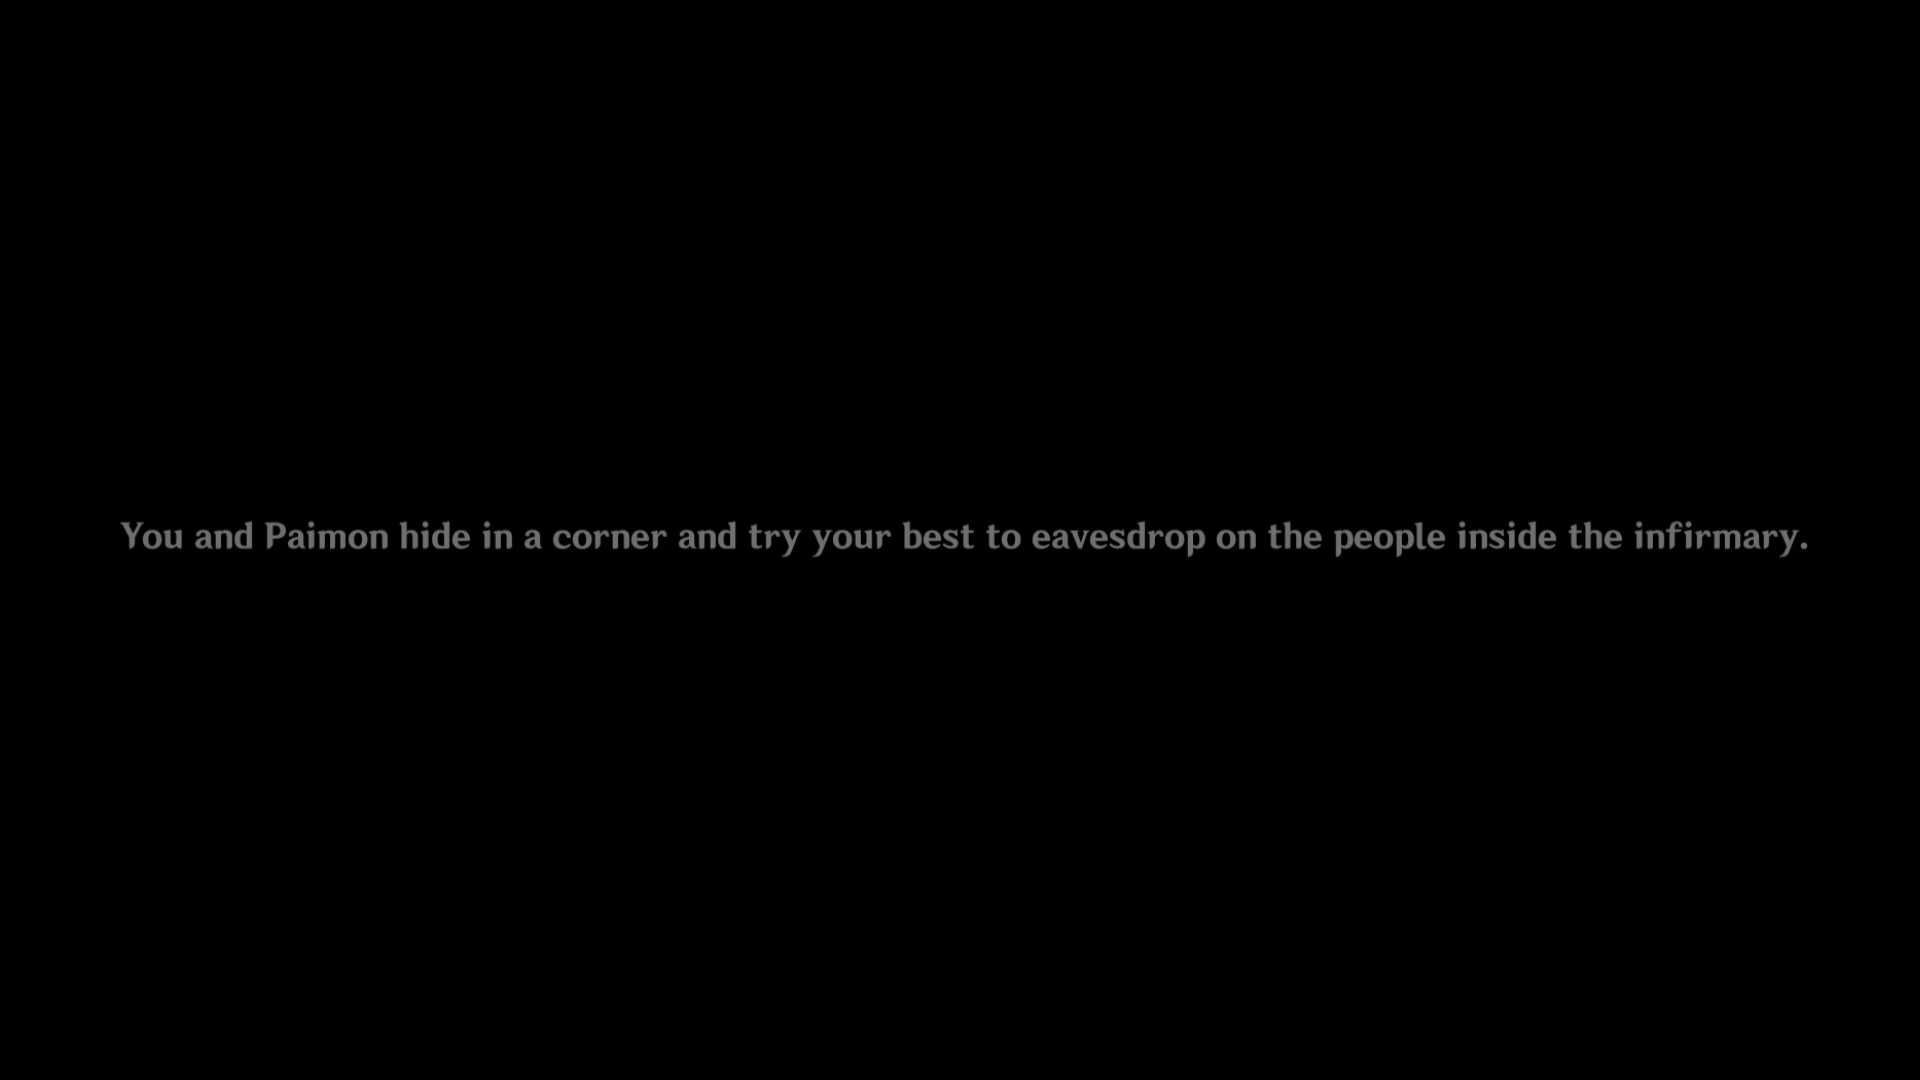 You and Paimon hide in a corner and try your best to eavesdrop on the people inside the infirmary.